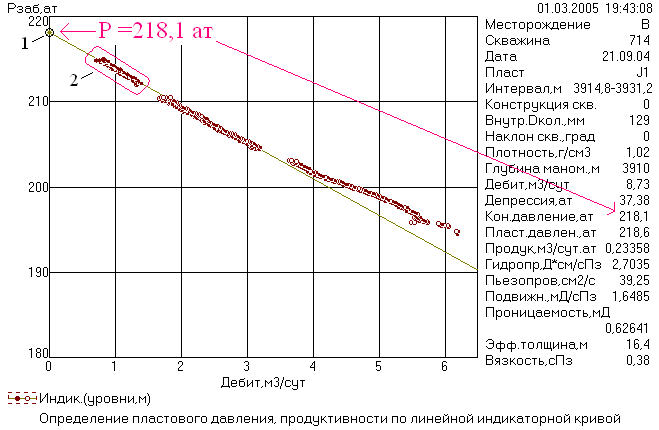 Рзаб,ат
01.03.2005 19:43:08
220
210
200
190
180
0 1 2 3 4 5 6
Дебит,м3/сут
P =218,1 ат
1
2
Месторождение В
Скважина 714
Дата 21.09.04
Пласт J1
Интервал,м 3914,8-3931,2
Конструкция скв. 0
Внутр.Dкол.,мм 129
Наклон скв.,град 0
Плотность,г/см3 1,02
Глубина маном.,м 3910
Дебит,м3/сут 8,73
Депрессия,ат 37,38
Кон.давление,ат 218,1
Пласт.давлен.,ат 218,6
Продук,м3/сут.ат 0,23358
Гидропр,Д*см/сПз 2,7035
Пьезопров,см2/с 39,25
Подвижн.,мД/сПз 1,6485
Проницаемость,мД
0,62641
Эфф.толщина,м 16,4
Вязкость,сПз 0,38
Индик.(уровни,м)
Определение пластового давления, продуктивности по линейной индикаторной кривой